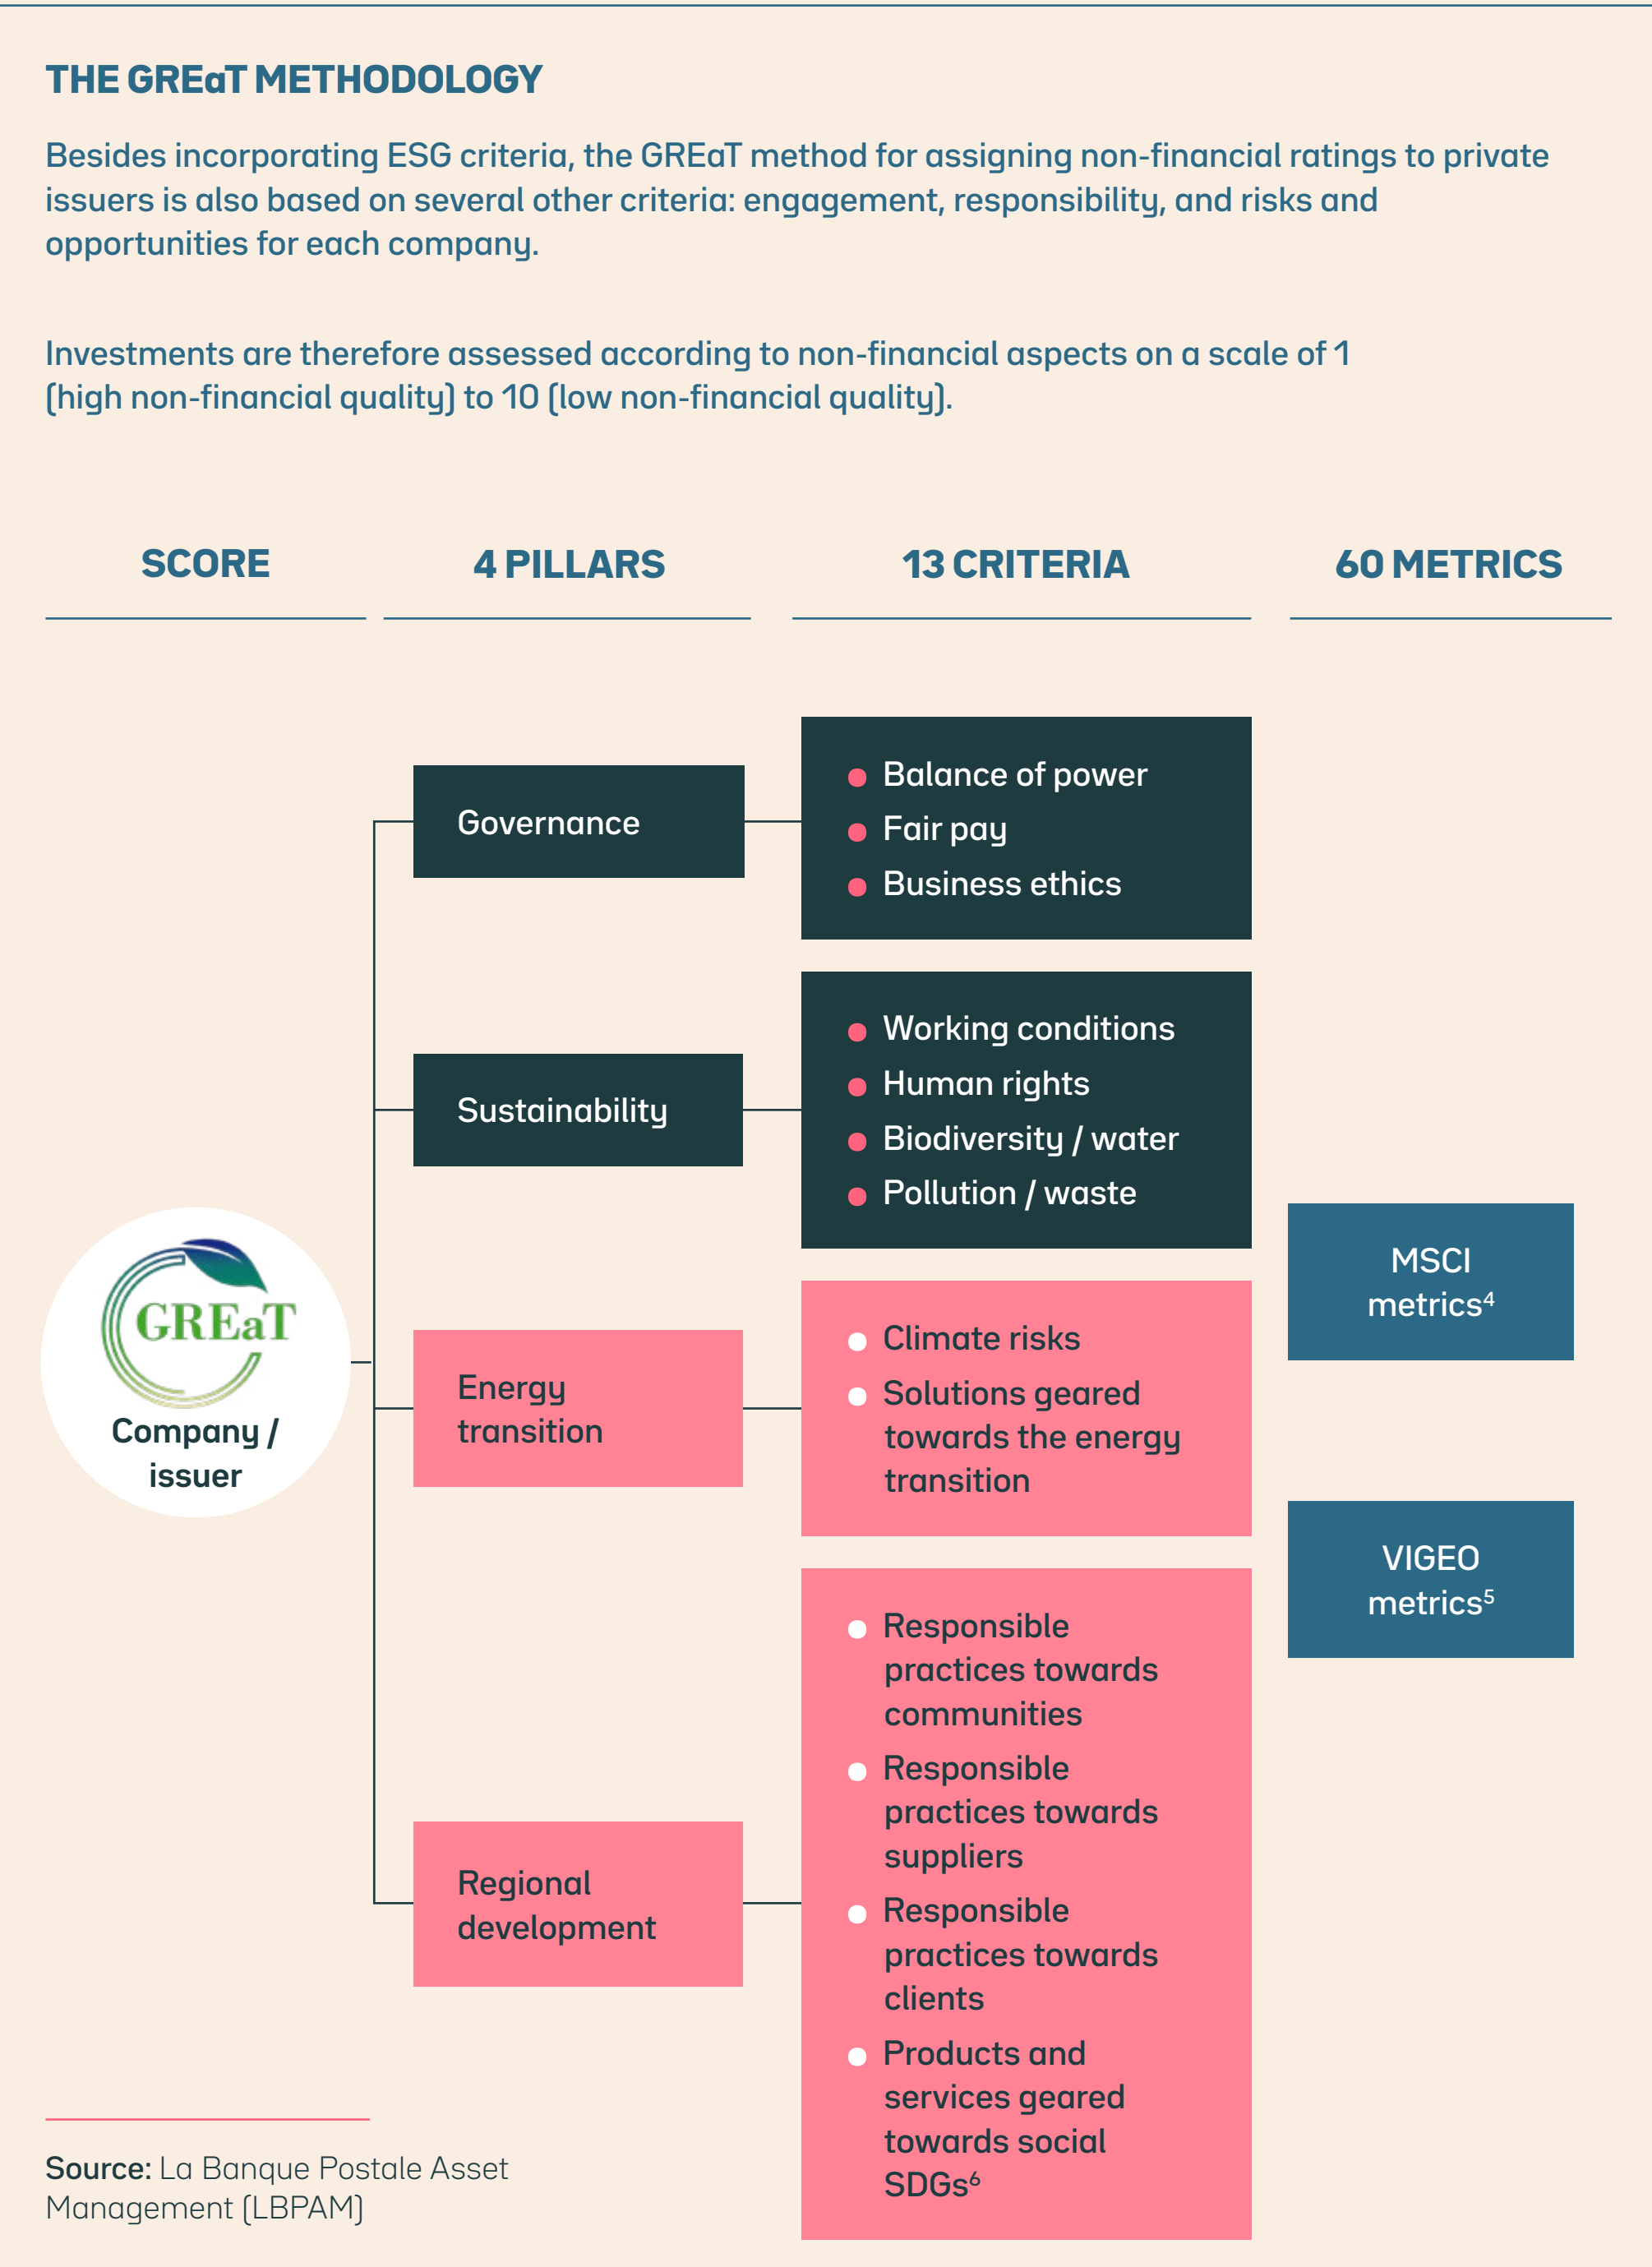 THE GREaT METHODOLOGY
Besides incorporating ESG criteria, the GREaT method for assigning non-financial ratings to private
issuers is also based on several other criteria: engagement, responsibility, and risks and
opportunities for each company.
Investments are therefore assessed according to non-financial aspects on a scale of 1
(high non-financial quality) to 10 (low non-financial quality).
SCORE
4 PILLARS
13 CRITERIA
60 METRICS
GREaT
Company /
issuer
Governance
Balance of power
Fair pay
Business ethics
Sustainability
Working conditions
Human rights
Biodiversity / water
Pollution / waste
Energy
transition
Climate risks
Solutions geared
towards the energy
transition
Regional
development
Responsible
practices towards
communities
Responsible
practices towards
suppliers
Responsible
practices towards
clients
Products and
services geared
towards social
SDGs⁶
MSCI
metrics⁴
VIGEO
metrics⁵
Source: La Banque Postale Asset
Management (LBPAM)